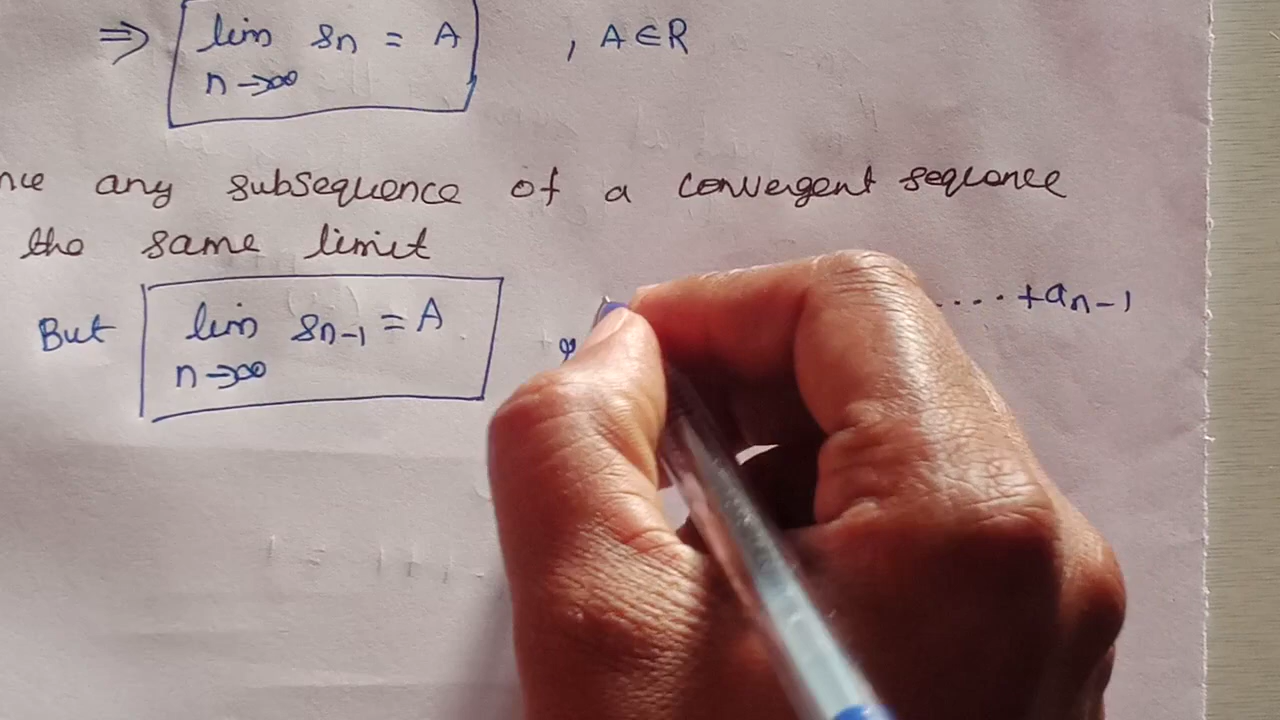 ⇒ lim sn = A , A ∈ R
n→∞
nce any subsequence of a convergent sequence
the same limit
But lim sn-1 = A ....+an-1
n→∞